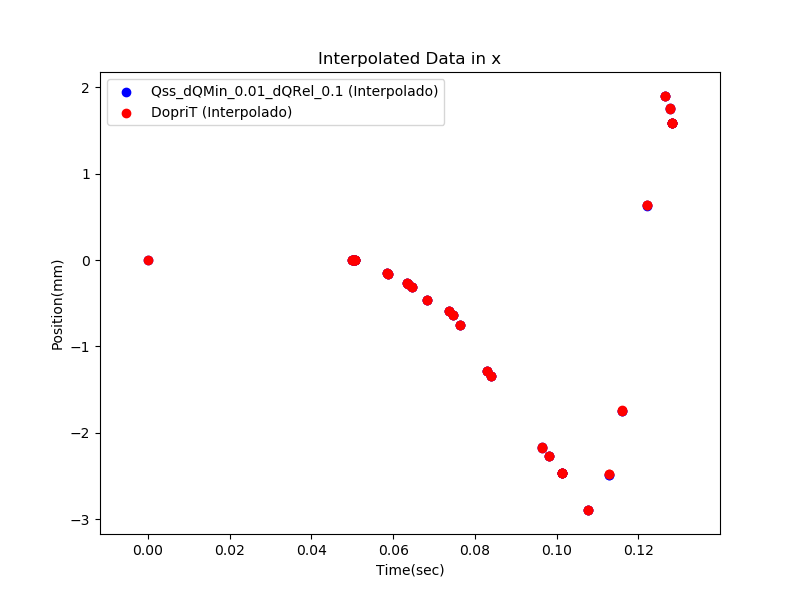 Interpolated Data in x
Qss_dQMin_0.01_dQRel_0.1 (Interpolado)
DopriT (Interpolado)
2
1
0
−1
−2
−3
Position(mm)
0.00 0.02 0.04 0.06 0.08 0.10 0.12
Time(sec)